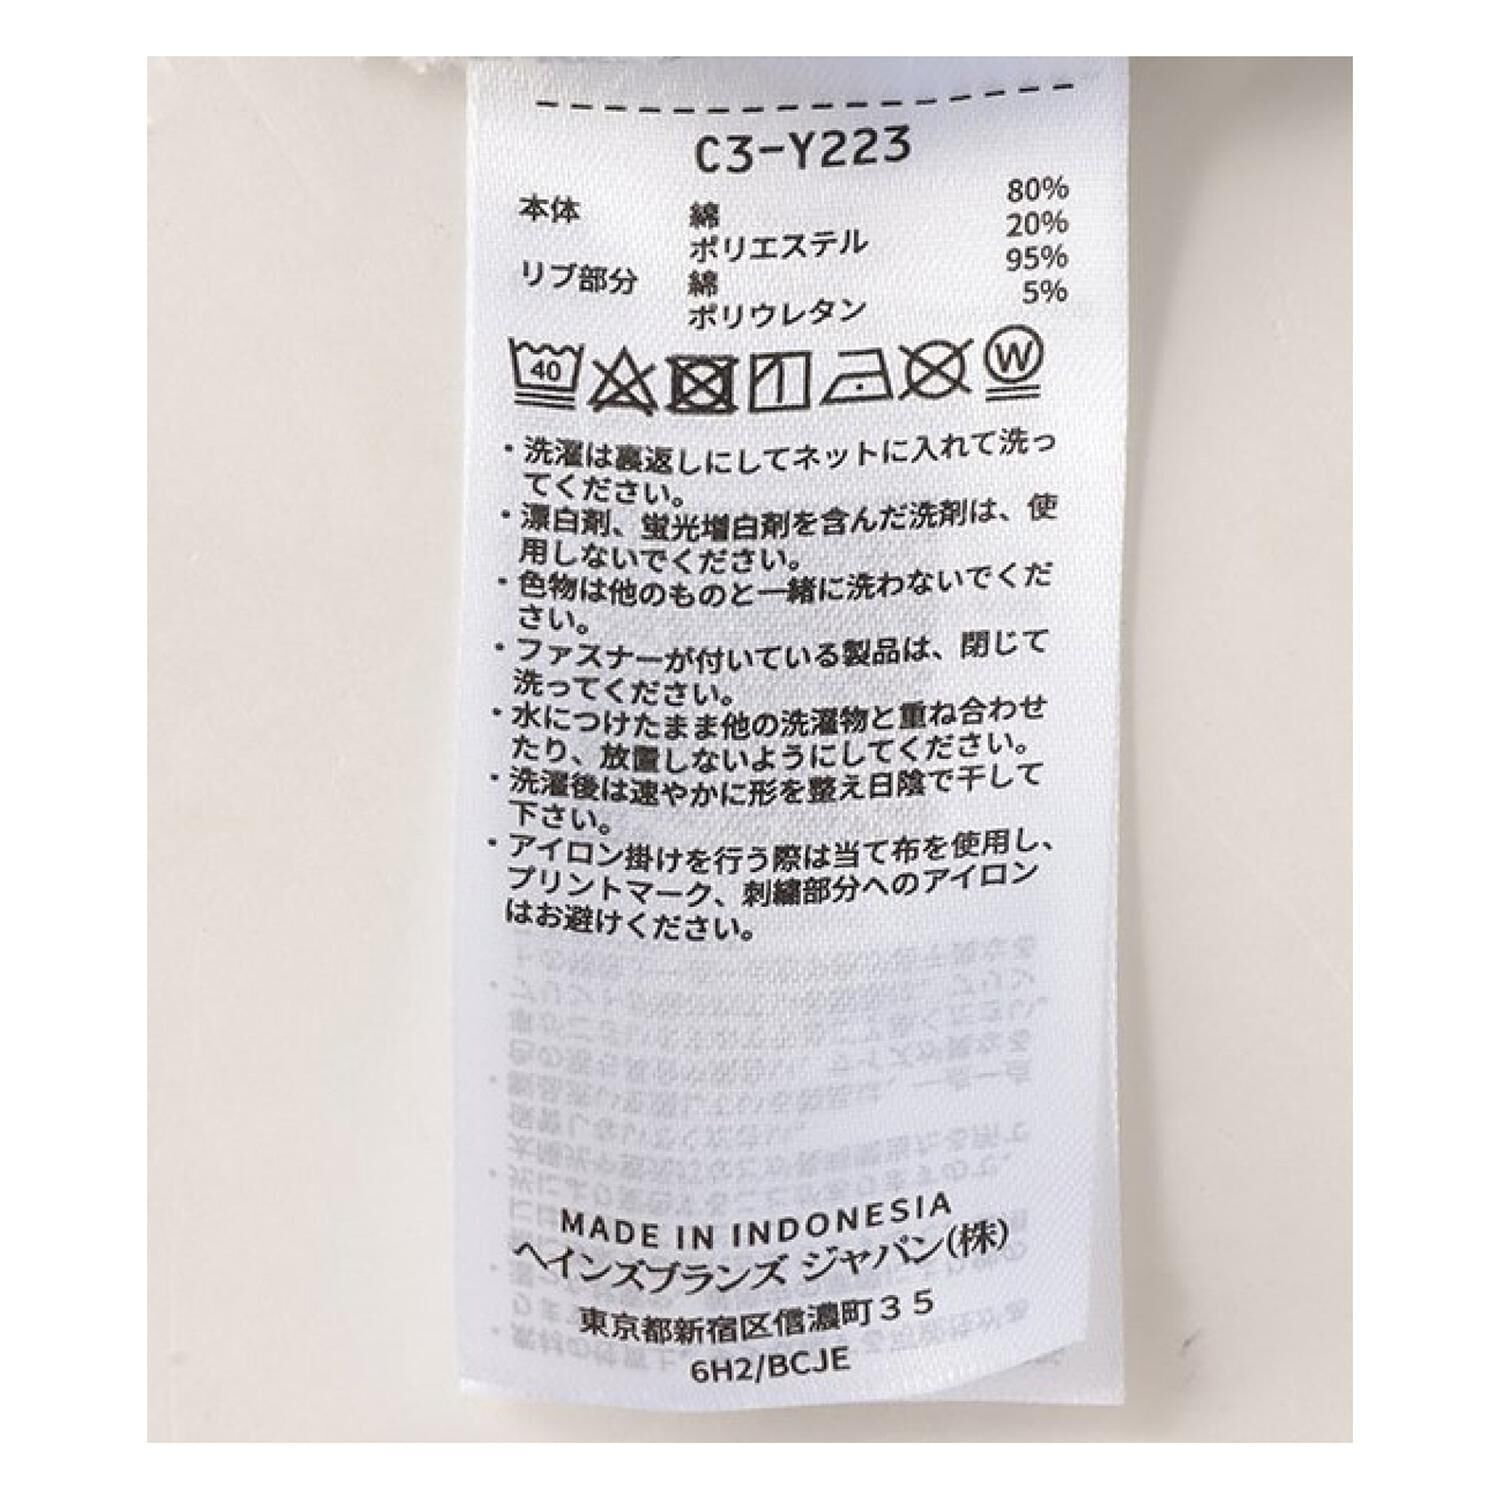 C3-Y223
本体 綿 80%
ポリエステル 20%
リブ部分 綿 95%
ポリウレタン 5%
40 W
・洗濯は裏返しにしてネットに入れて洗っ
てください。
・漂白剤、蛍光増白剤を含んだ洗剤は、使
用しないでください。
・色物は他のものと一緒に洗わないでくだ
さい。
・ファスナーが付いている製品は、閉じて
洗ってください。
・水につけたまま他の洗濯物と重ね合わせ
たり、放置しないようにしてください。
・洗濯後は速やかに形を整え日陰で干して
下さい。
・アイロン掛けを行う際は当て布を使用し、
プリントマーク、刺繍部分へのアイロン
はお避けください。
MADE IN INDONESIA
ヘインズブランズ ジャパン(株)
東京都新宿区信濃町35
6H2/BCJE